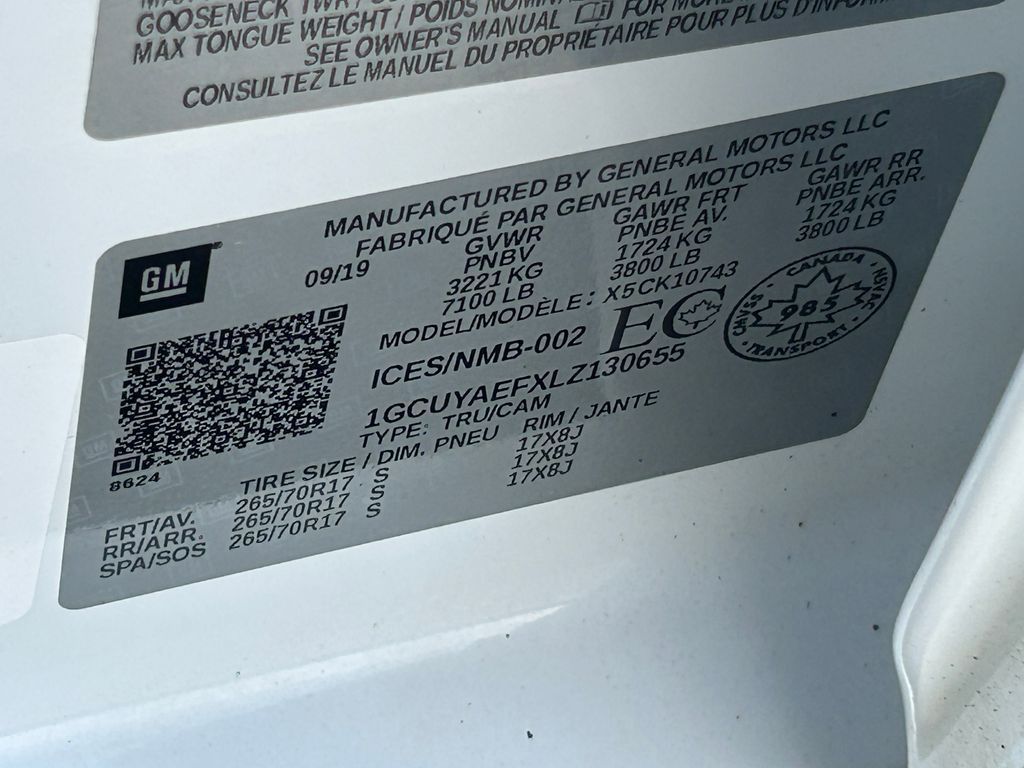 GOOSENECK TWR /
MAX TONGUE WEIGHT / POIDS
SEE OWNER'S MANUAL FOR
CONSULTEZ LE MANUEL DU PROPRIÉTAIRE POUR PLUS
MANUFACTURED BY GENERAL MOTORS LLC
FABRIQUÉ PAR GENERAL MOTORS LLC
GM
09/19 GVWR GAWR FRT GAWR RR
PNBV PNBE AV. PNBE ARR.
3221 KG 1724 KG 1724 KG
7100 LB 3800 LB 3800 LB
MODEL/MODÈLE: X5CK10743
ICES/NMB-002 EC
CANADA
985
TRANSPORT
1GCUYAEFXLZ130655
TYPE: TRU/CAM
8624
TIRE SIZE / DIM. PNEU RIM / JANTE
FRT/AV. 265/70R17 S 17X8J
RR/ARR. 265/70R17 S 17X8J
SPA/SOS 265/70R17 S 17X8J